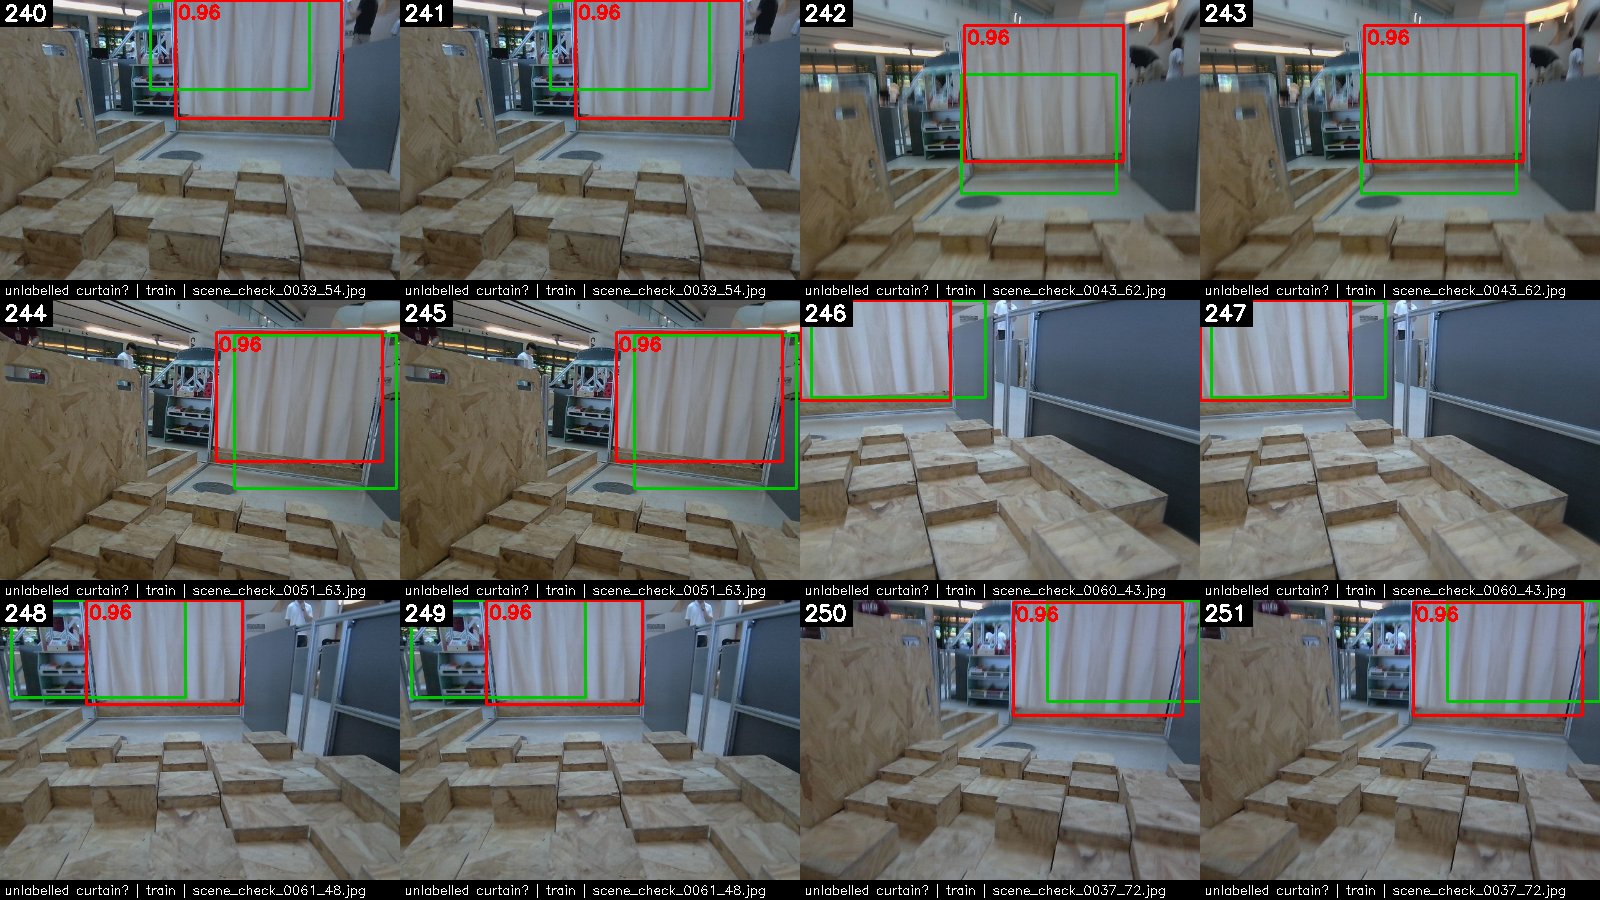 240
0.96
241
0.96
242
0.96
243
0.96
unlabelled curtain? | train | scene_check_0039_54.jpg
unlabelled curtain? | train | scene_check_0039_54.jpg
unlabelled curtain? | train | scene_check_0043_62.jpg
unlabelled curtain? | train | scene_check_0043_62.jpg
244
0.96
245
0.96
246
247
unlabelled curtain? | train | scene_check_0051_63.jpg
unlabelled curtain? | train | scene_check_0051_63.jpg
unlabelled curtain? | train | scene_check_0060_43.jpg
unlabelled curtain? | train | scene_check_0060_43.jpg
248
0.96
249
0.96
250
0.96
251
0.96
unlabelled curtain? | train | scene_check_0061_48.jpg
unlabelled curtain? | train | scene_check_0061_48.jpg
unlabelled curtain? | train | scene_check_0037_72.jpg
unlabelled curtain? | train | scene_check_0037_72.jpg